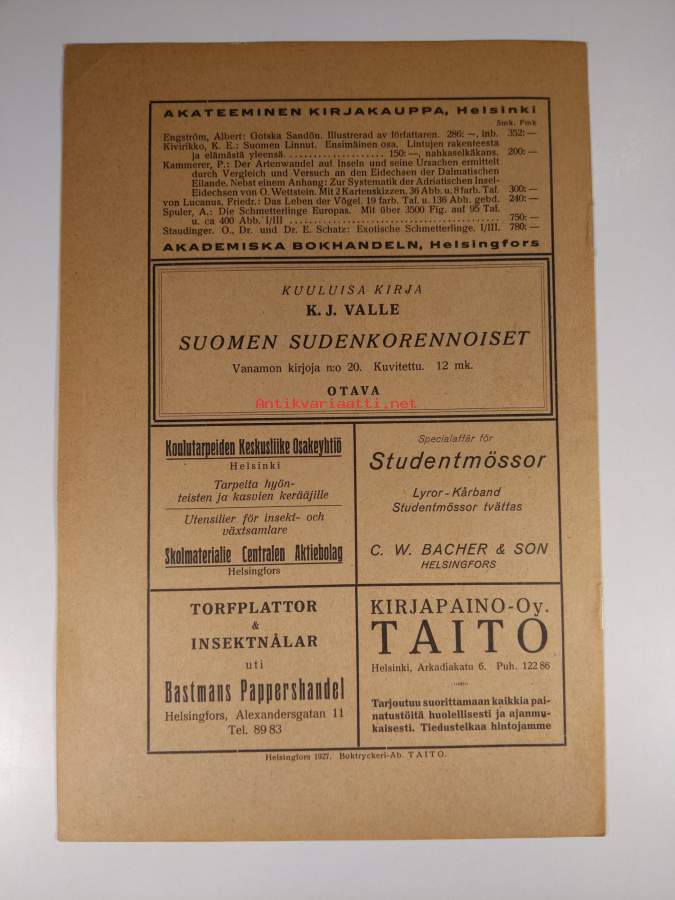 AKATEEMINEN KIRJAKAUPPA, Helsinki
Smk. Fmk
Engström, Albert: Gotska Sandön. Illustrerad av författaren. 286: —, inb. 352: —
Kivirikko, K. E.: Suomen Linnut. Ensimäinen osa. Lintujen rakenteesta
ja elämästä yleensä. .................... 150: —, nahkaselkäkans. 200: —
Kammerer, P.: Der Artenwandel auf Inseln und seine Ursachen ermittelt
durch Vergleich und Versuch an den Eidechsen der Dalmatischen
Eilande. Nebst einem Anhang: Zur Systematik der Adriatischen Insel-
Eidechsen von O. Wettstein. Mit 2 Kartenskizzen, 36 Abb. u. 8 farb. Taf. 300: —
von Lucanus, Friedr.: Das Leben der Vögel. 19 farb. Taf. u. 136 Abb. gebd. 240: —
Spuler, A.: Die Schmetterlinge Europas. Mit über 3500 Fig. auf 95 Taf.
u. ca 400 Abb. I/III ........................................ 750: —
Staudinger. O., Dr. und Dr. E. Schatz: Exotische Schmetterlinge. I/III. 780: —
AKADEMISKA BOKHANDELN, Helsingfors
KUULUISA KIRJA
K. J. VALLE
SUOMEN SUDENKORENNOISET
Vanamon kirjoja n:o 20. Kuvitettu. 12 mk.
OTAVA
Antikvariaatti.net
Koulutarpeiden Keskusliike Osakeyhtiö
Helsinki
Tarpeita hyön-
teisten ja kasvien kerääjille
Utensilier för insekt- och
växtsamlare
Skolmaterialie Centralen Aktiebolag
Helsingfors
Specialaffär för
Studentmössor
Lyror - Kårband
Studentmössor tvättas
C. W. BACHER & SON
HELSINGFORS
TORFPLATTOR
&
INSEKTNÅLAR
uti
Bastmans Pappershandel
Helsingfors, Alexandersgatan 11
Tel. 89 83
KIRJAPAINO-Oy.
TAITO
Helsinki, Arkadiakatu 6. Puh. 122 86
Tarjoutuu suorittamaan kaikkia pai-
natustöitä huolellisesti ja ajanmu-
kaisesti. Tiedustelkaa hintojamme
Helsingfors 1927. Boktryckeri-Ab. TAITO.